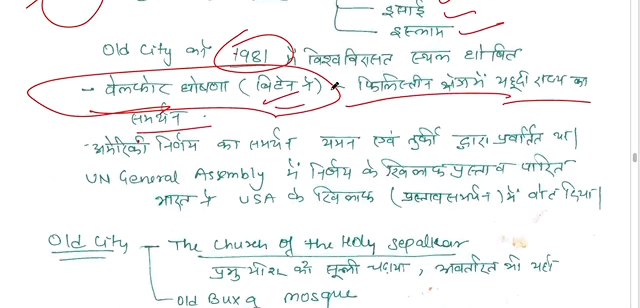 इसाई
इस्लाम
Old City को 1981 में विश्व विरासत स्थल घोषित
- वेलफोर घोषणा ( ब्रिटेन ने ) - फिलिस्तीन क्षेत्र में यहूदी राज्य का
समर्थन .
- अमेरिकी निर्णय का समर्थन यमन एवं तुर्की द्वारा प्रवर्तित था।
UN General Assembly में निर्णय के खिलाफ प्रस्ताव पारित
भारत ने USA के खिलाफ ( प्रस्ताव समर्थन ) में वोट दिया।
Old City - The Church of the Holy Sepalicar
प्रभु यीशु को सूली चढ़ाया , अवतरित भी यहीं
Old Buxa mosque